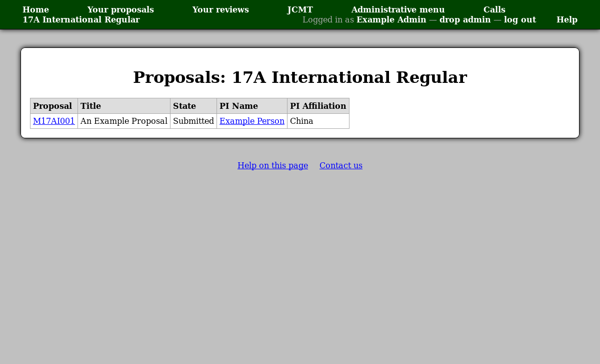 Home Your proposals Your reviews JCMT Administrative menu Calls
17A International Regular Logged in as Example Admin — drop admin — log out Help
Proposals: 17A International Regular
Proposal Title State PI Name PI Affiliation
M17AI001 An Example Proposal Submitted Example Person China
Help on this page Contact us